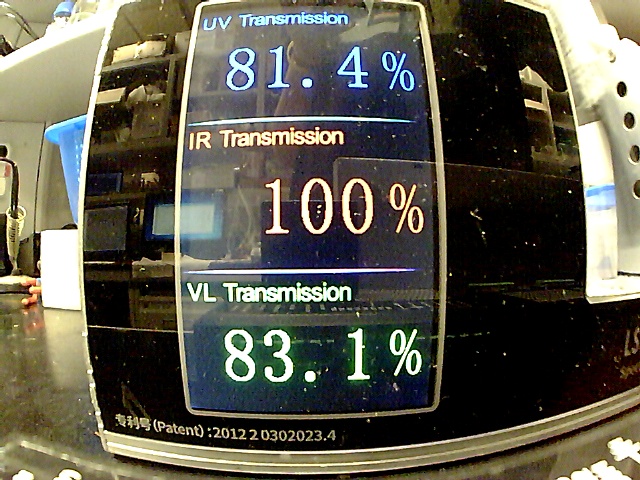 UV Transmission
81.4%
IR Transmission
100%
VL Transmission
83.1%
专利号(Patent):2012 2 0302023.4
LS